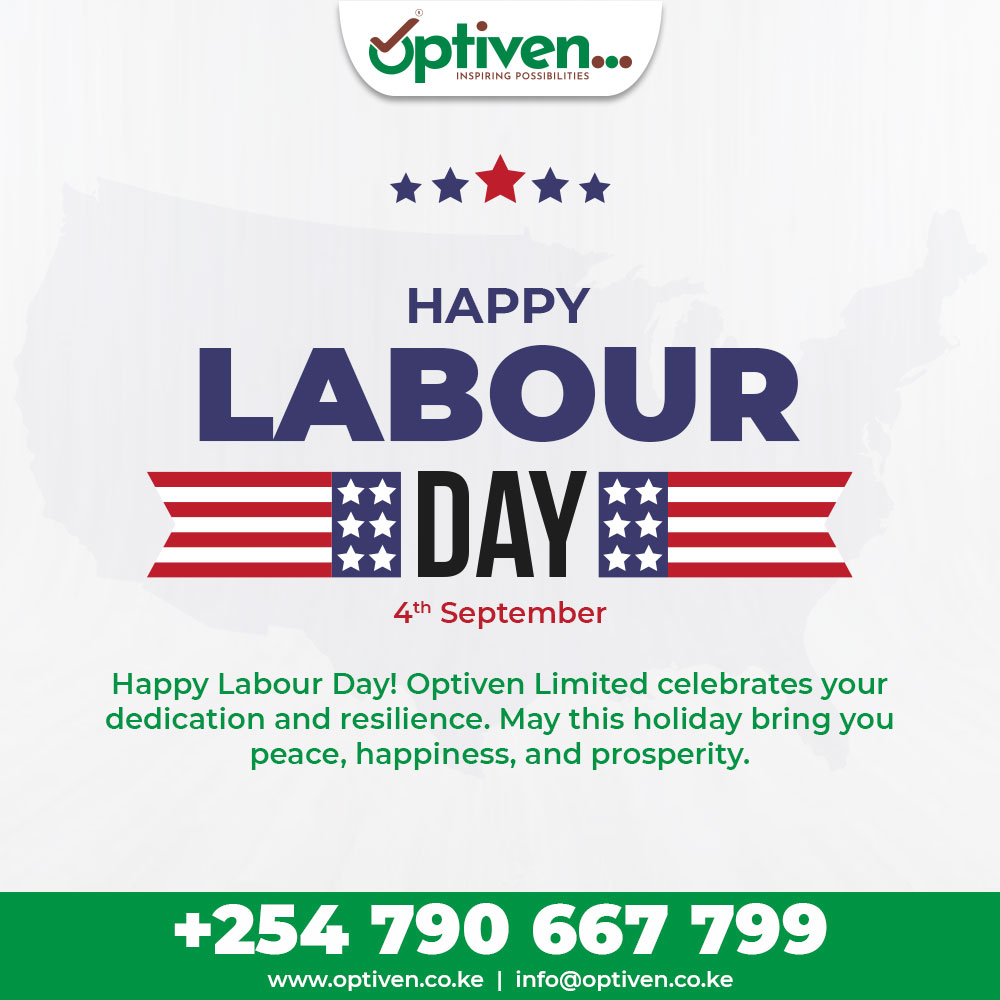 Optiven...
®
INSPIRING POSSIBILITIES
HAPPY
LABOUR
DAY
4th September
Happy Labour Day! Optiven Limited celebrates your
dedication and resilience. May this holiday bring you
peace, happiness, and prosperity.
+254 790 667 799
www.optiven.co.ke | info@optiven.co.ke